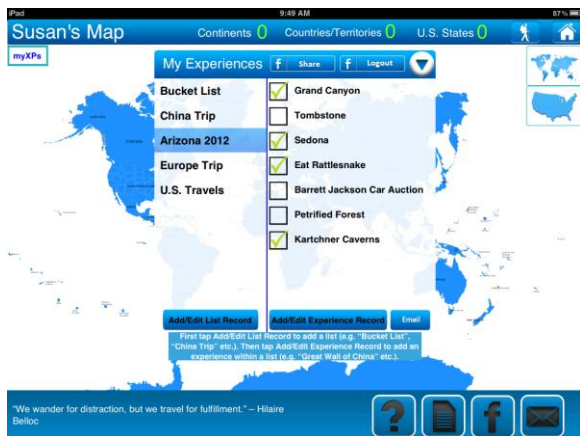 iPad 9:49 AM 87%
Susan's Map Continents 0 Countries/Territories 0 U.S. States 0
myXPs
My Experiences f Share f Logout
Bucket List
China Trip
Arizona 2012
Europe Trip
U.S. Travels
Grand Canyon
Tombstone
Sedona
Eat Rattlesnake
Barrett Jackson Car Auction
Petrified Forest
Kartchner Caverns
Add/Edit List Record Add/Edit Experience Record Email
First tap Add/Edit List Record to add a list (e.g. "Bucket List",
"China Trip" etc.). Then tap Add/Edit Experience Record to add an
experience within a list (e.g. "Great Wall of China" etc.).
"We wander for distraction, but we travel for fulfillment." – Hilaire
Belloc
? f